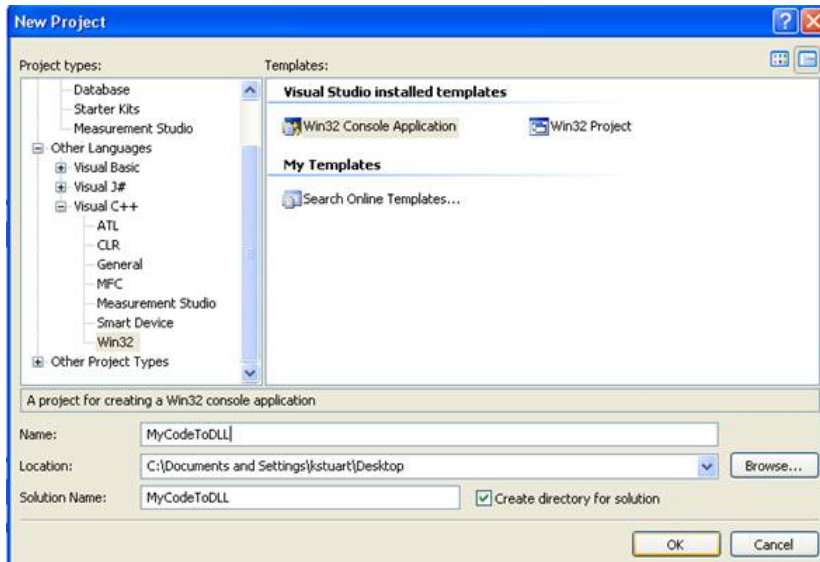 New Project
Project types:
Templates:
Database
Starter Kits
Measurement Studio
Other Languages
Visual Basic
Visual J#
Visual C++
ATL
CLR
General
MFC
Measurement Studio
Smart Device
Win32
Other Project Types
Visual Studio installed templates
Win32 Console Application
Win32 Project
My Templates
Search Online Templates...
A project for creating a Win32 console application
Name:
MyCodeToDLL
Location:
C:\Documents and Settings\kstuart\Desktop
Browse...
Solution Name:
MyCodeToDLL
Create directory for solution
OK
Cancel